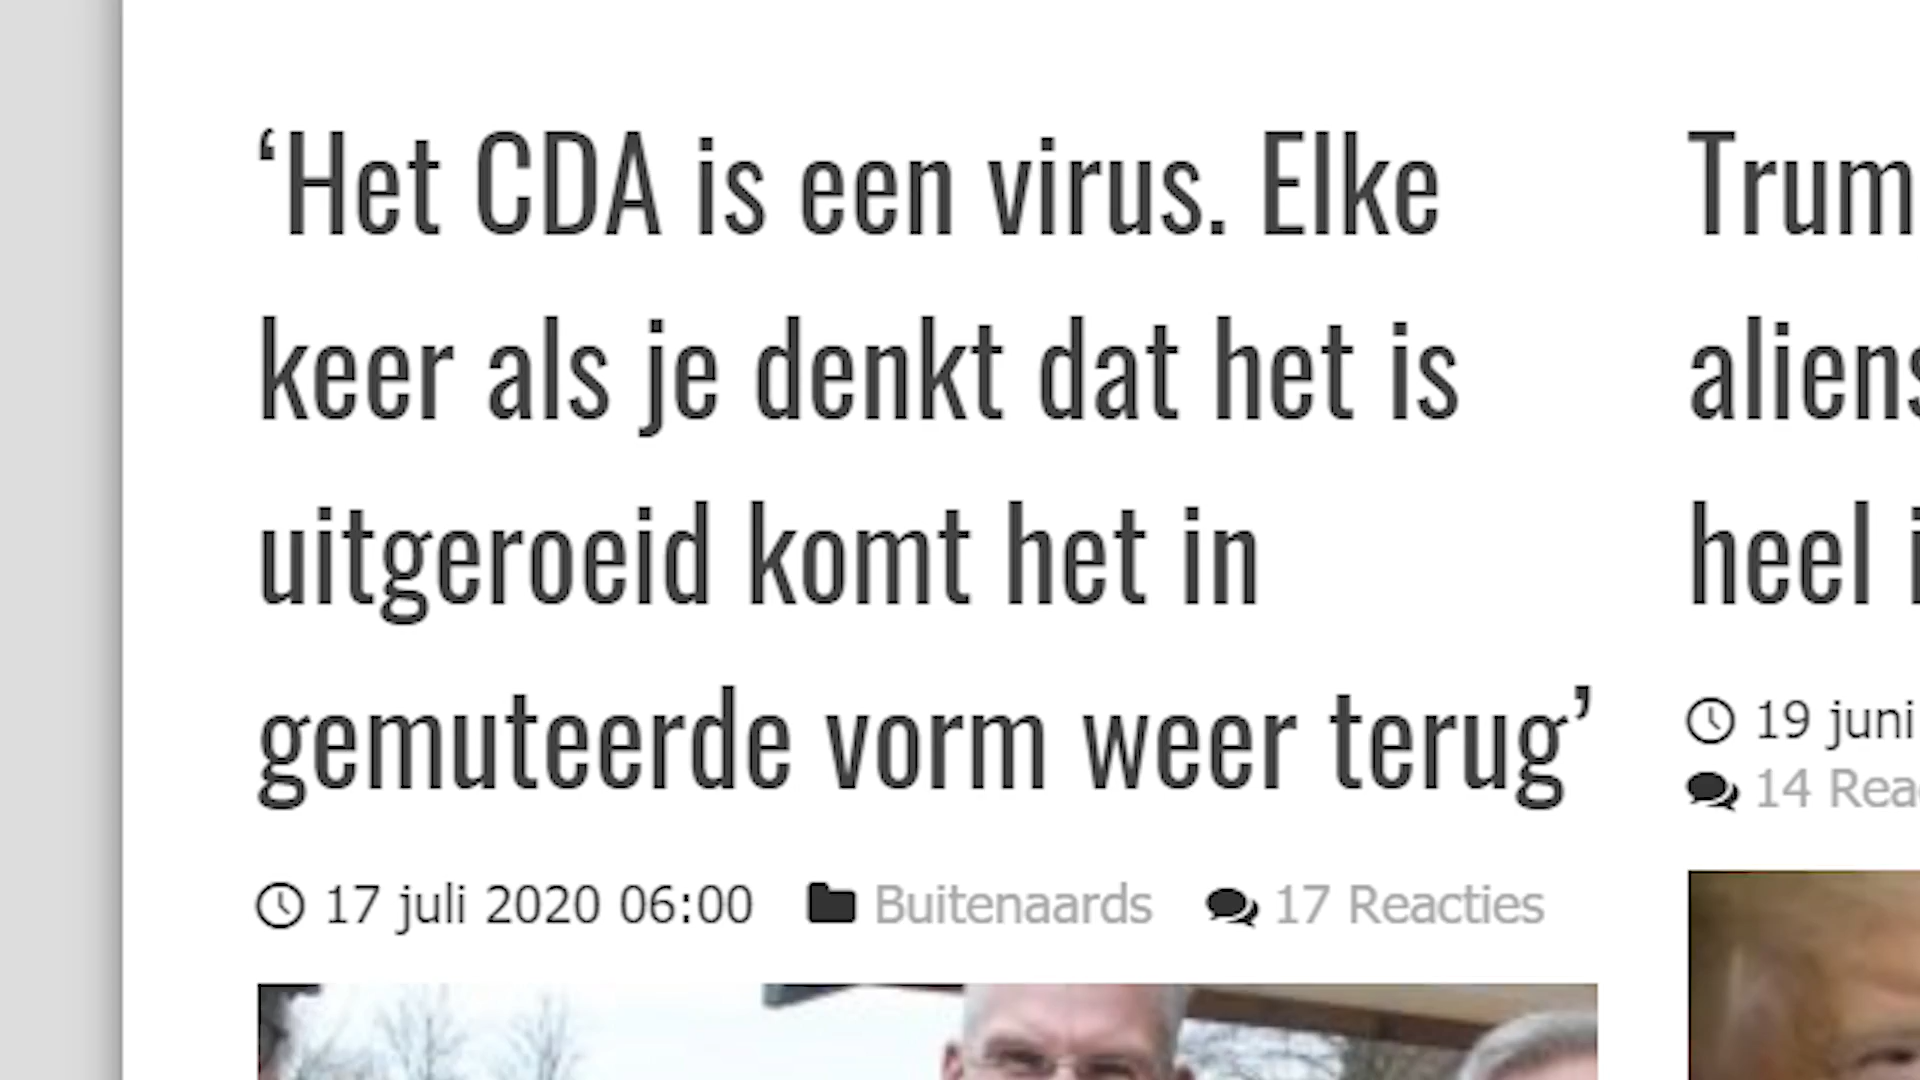 ‘Het CDA is een virus. Elke
keer als je denkt dat het is
uitgeroeid komt het in
gemuteerde vorm weer terug’
17 juli 2020 06:00 Buitenaards 17 Reacties
Trum
aliens
heel i
19 juni
14 Reac